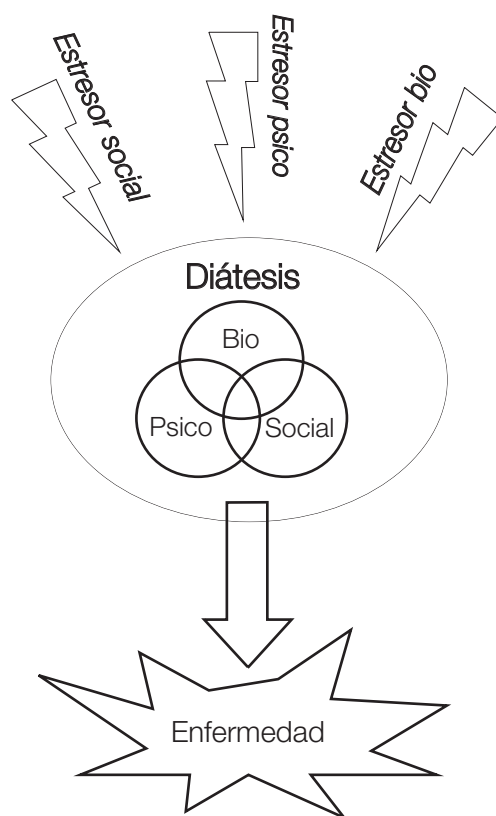 Estresor social
Estresor psico
Estresor bio
Diátesis
Bio
Psico
Social
Enfermedad